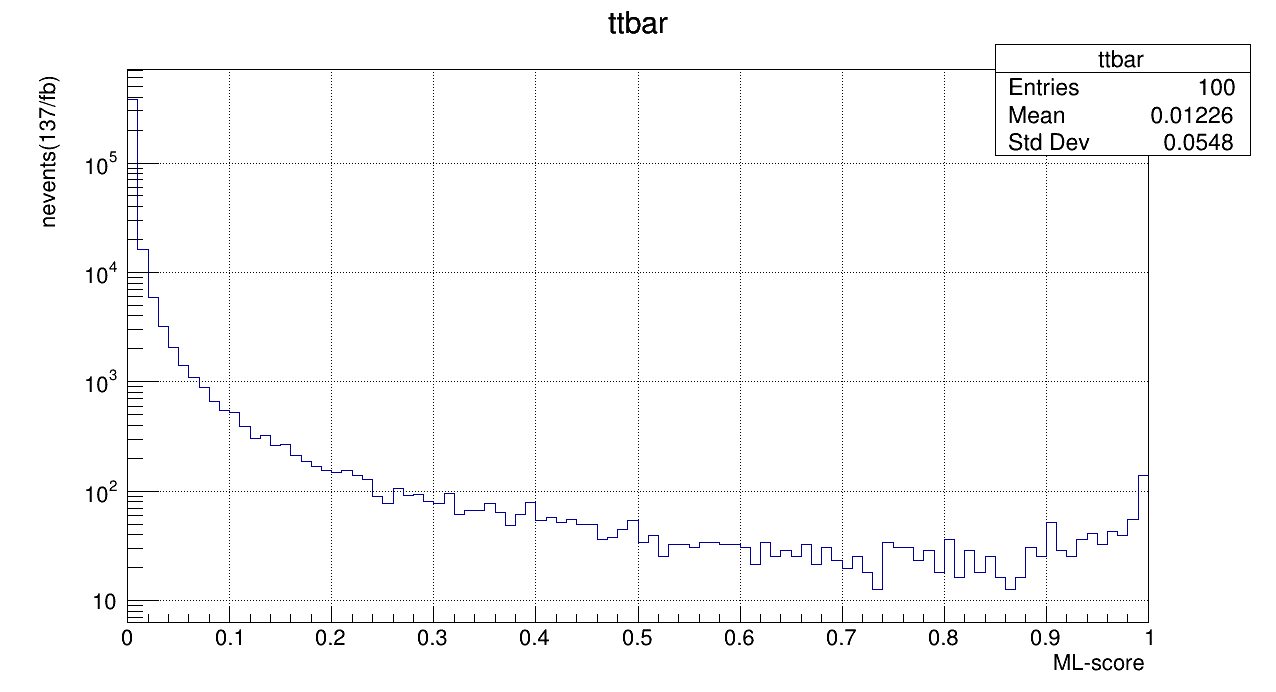 ttbar
ttbar
Entries 100
Mean 0.01226
Std Dev 0.0548
nevents(137/fb)
10^5
10^4
10^3
10^2
10
0 0.1 0.2 0.3 0.4 0.5 0.6 0.7 0.8 0.9 1
ML-score